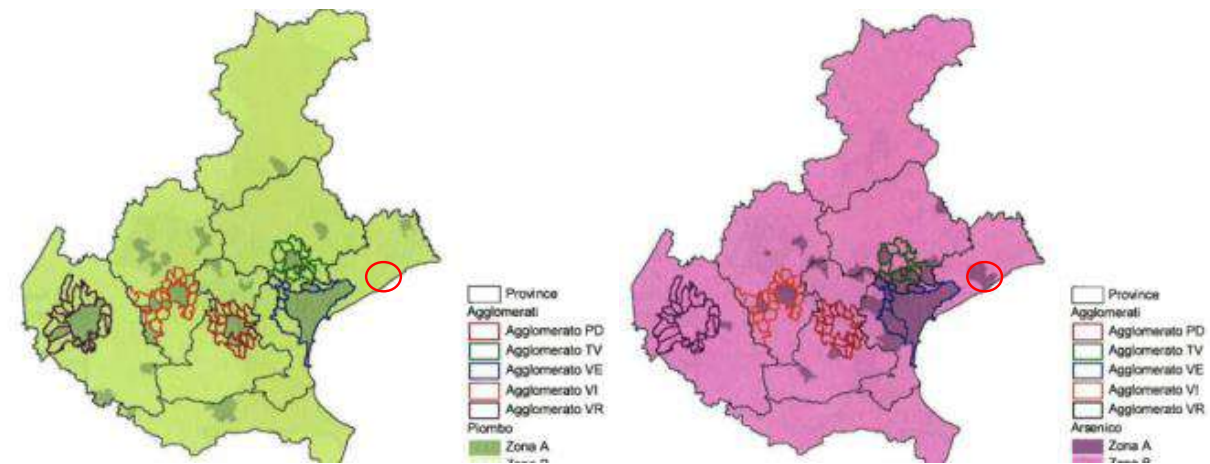 Province
Agglomerati
Agglomerato PD
Agglomerato TV
Agglomerato VE
Agglomerato VI
Agglomerato VR
Piombo
Zona A
Province
Agglomerati
Agglomerato PD
Agglomerato TV
Agglomerato VE
Agglomerato VI
Agglomerato VR
Arsenico
Zona A